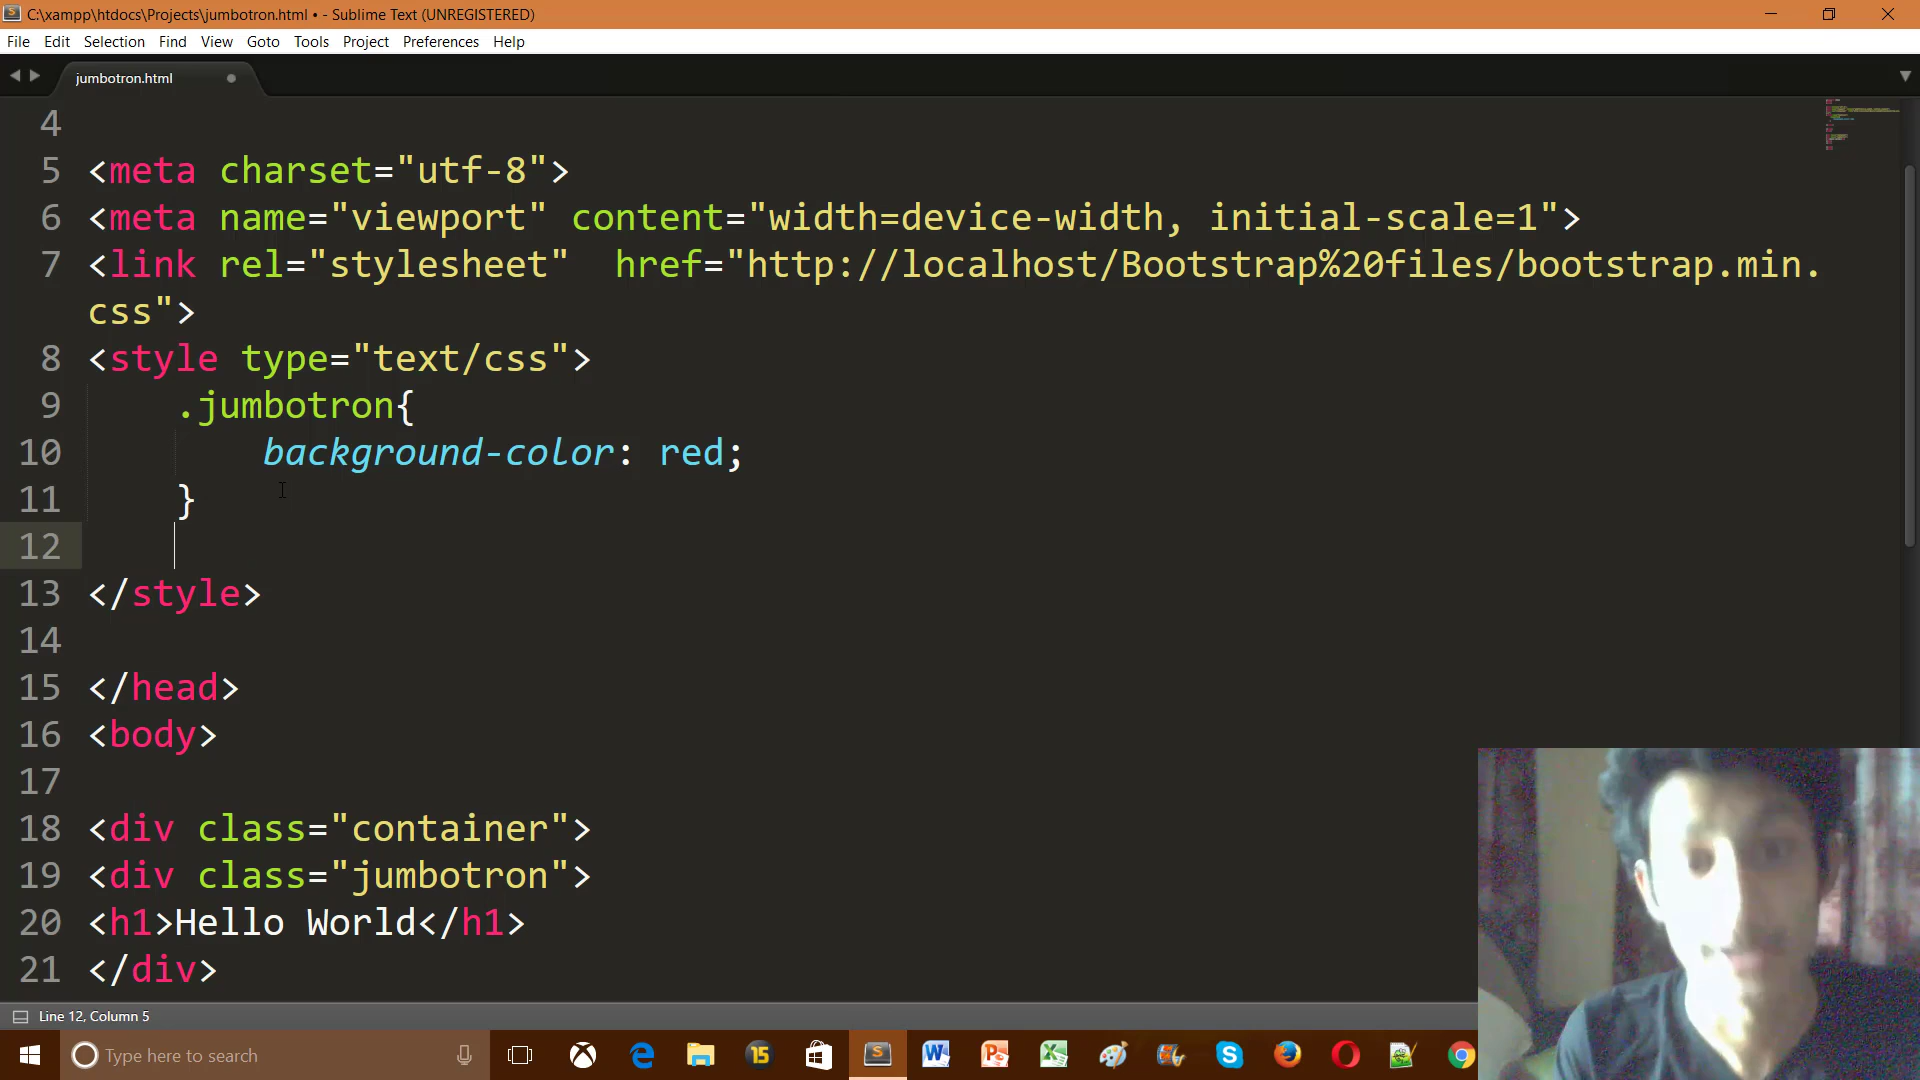 C:\xampp\htdocs\Projects\jumbotron.html • - Sublime Text (UNREGISTERED)
File Edit Selection Find View Goto Tools Project Preferences Help
jumbotron.html
4
5 <meta charset="utf-8">
6 <meta name="viewport" content="width=device-width, initial-scale=1">
7 <link rel="stylesheet"  href="http://localhost/Bootstrap%20files/bootstrap.min.
css">
8 <style type="text/css">
9 .jumbotron{
10 background-color: red;
11 }
12
13 </style>
14
15 </head>
16 <body>
17
18 <div class="container">
19 <div class="jumbotron">
20 <h1>Hello World</h1>
21 </div>
Line 12, Column 5
Type here to search
15